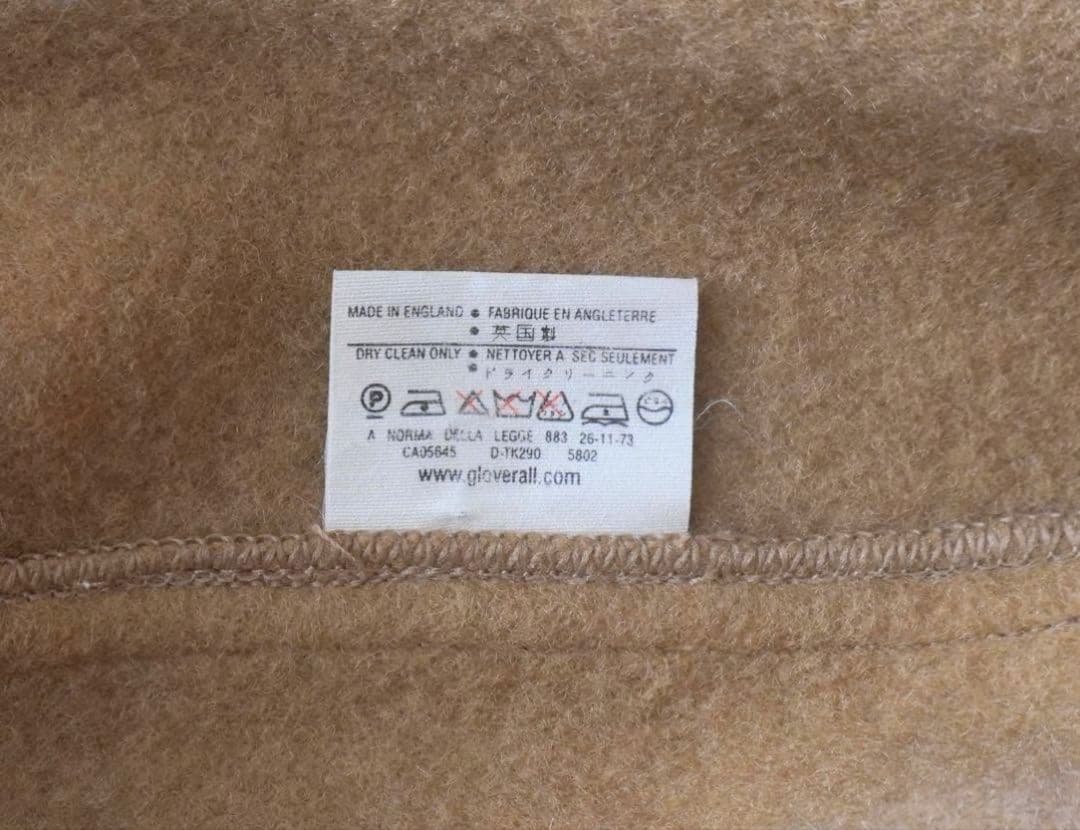 MADE IN ENGLAND ● FABRIQUE EN ANGLETERRE
● 英国製
DRY CLEAN ONLY ● NETTOYER A SEC SEULEMENT
● ドライクリーニング
P
A NORMA DELLA LEGGE 883 26-11-73
CA05645 D-TK290 5802
www.gloverall.com